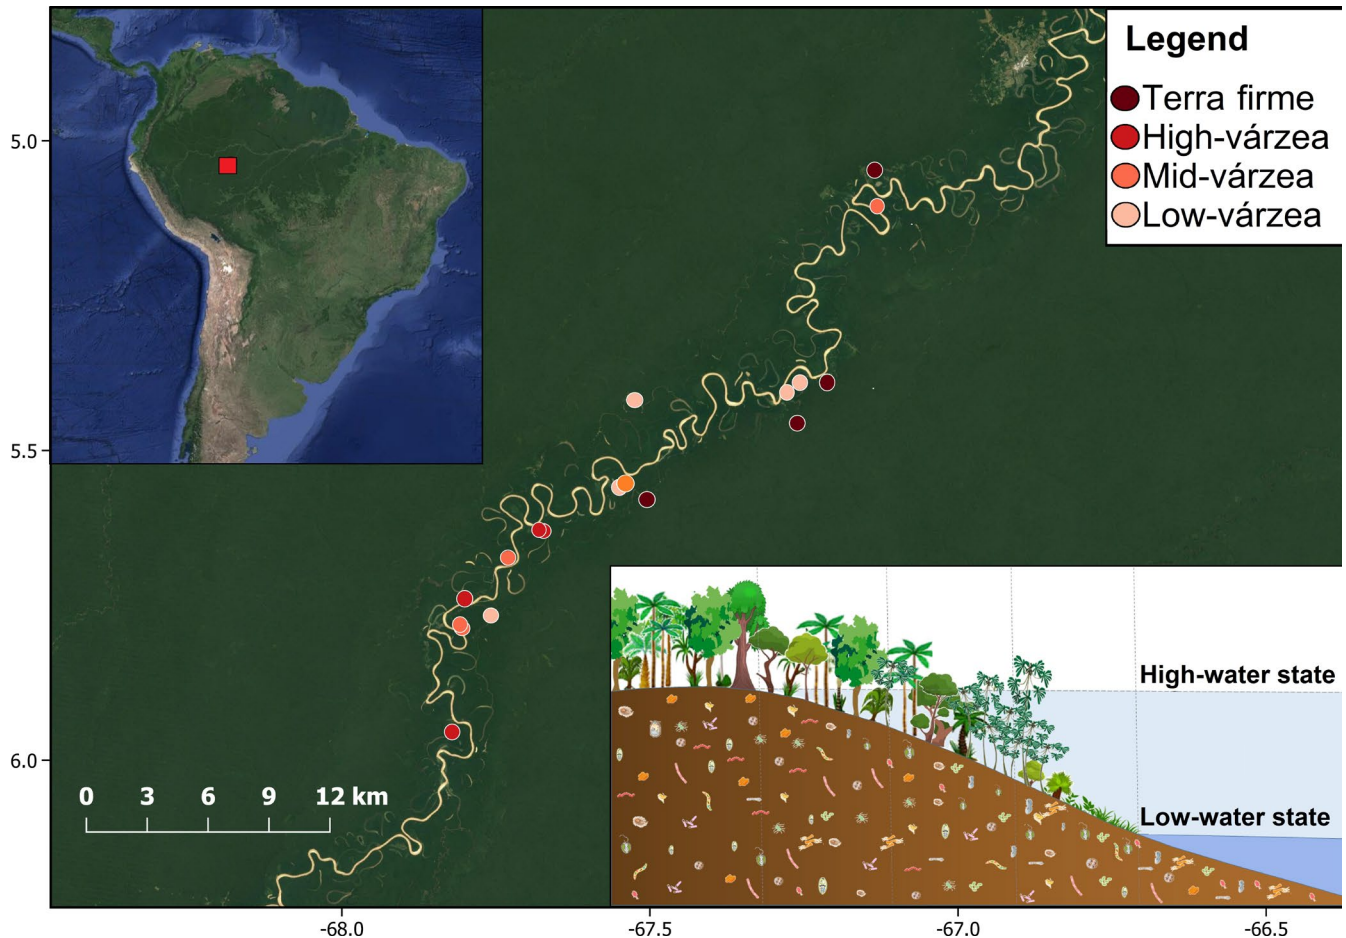 Legend
Terra firme
High-várzea
Mid-várzea
Low-várzea
5.0
5.5
6.0
0 3 6 9 12 km
High-water state
Low-water state
-68.0 -67.5 -67.0 -66.5